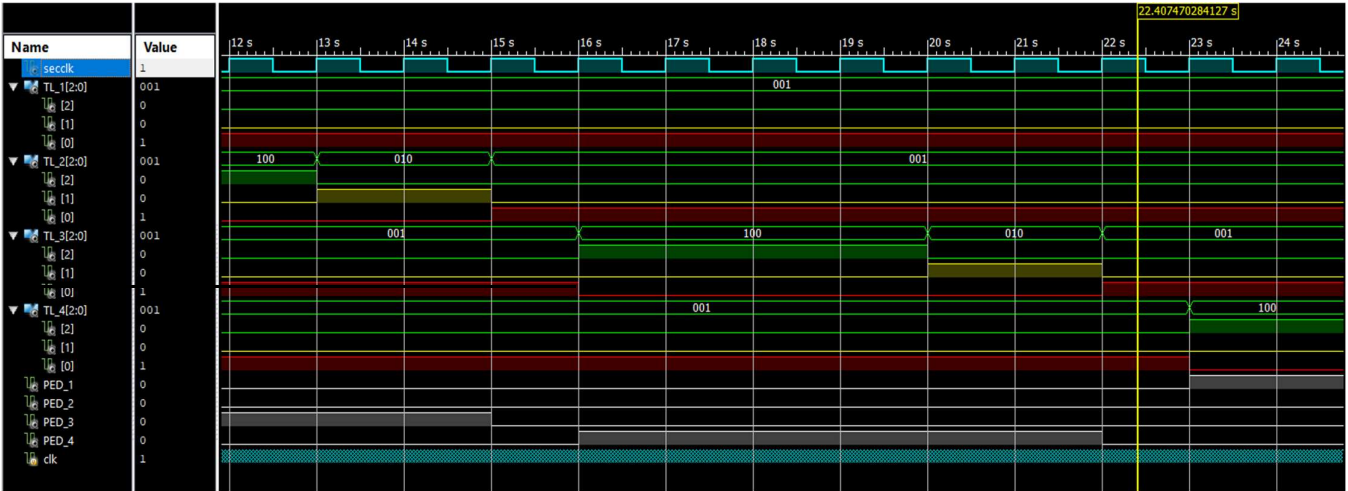 22.407470284127 s
Name Value 12 s 13 s 14 s 15 s 16 s 17 s 18 s 19 s 20 s 21 s 22 s 23 s 24 s
secclk 1
TL_1[2:0] 001 001
[2] 0
[1] 0
[0] 1
TL_2[2:0] 001 100 010 001
[2] 0
[1] 0
[0] 1
TL_3[2:0] 001 001 100 010 001
[2] 0
[1] 0
[0] 1
TL_4[2:0] 001 001 100
[2] 0
[1] 0
[0] 1
PED_1 0
PED_2 0
PED_3 0
PED_4 0
clk 1